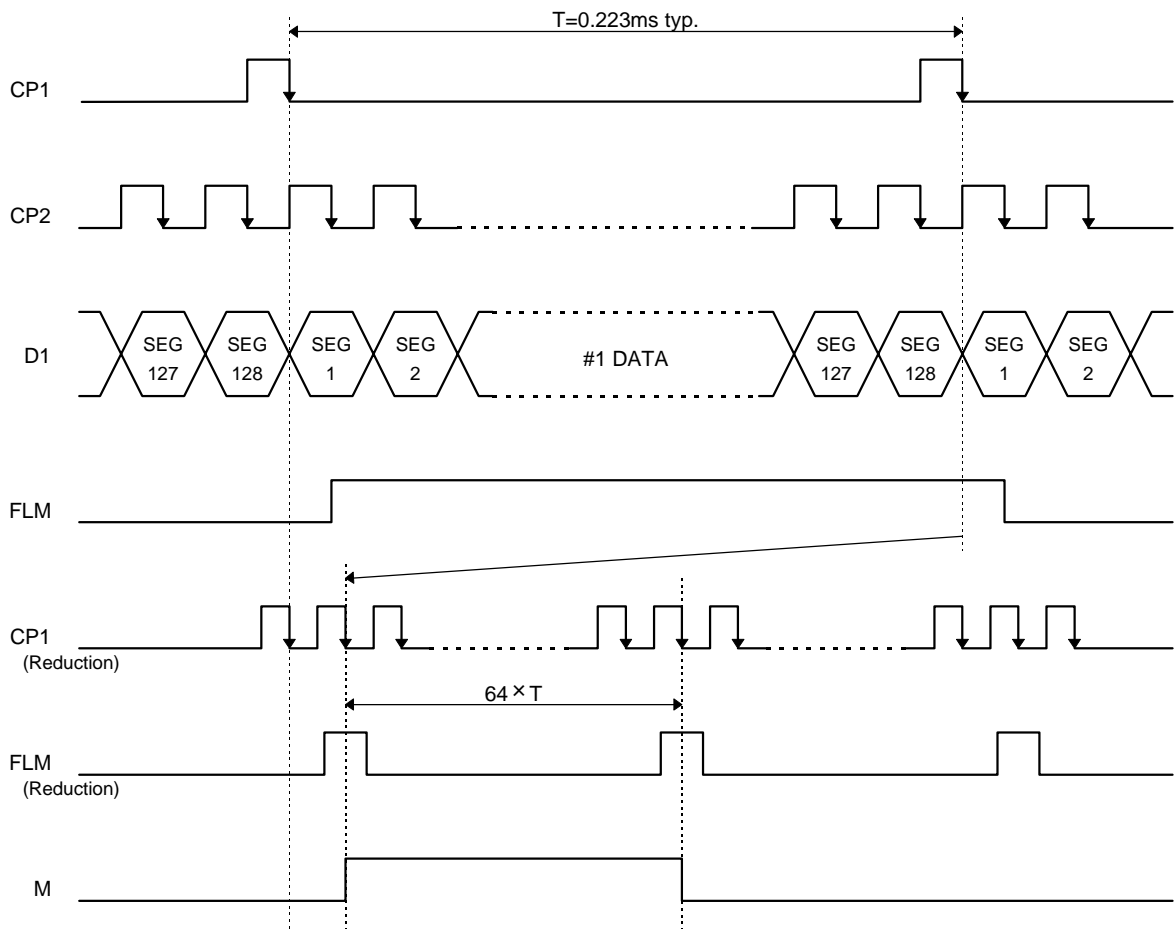 T=0.223ms typ.
CP1
CP2
D1
SEG 127
SEG 128
SEG 1
SEG 2
#1 DATA
SEG 127
SEG 128
SEG 1
SEG 2
FLM
CP1
(Reduction)
64×T
FLM
(Reduction)
M